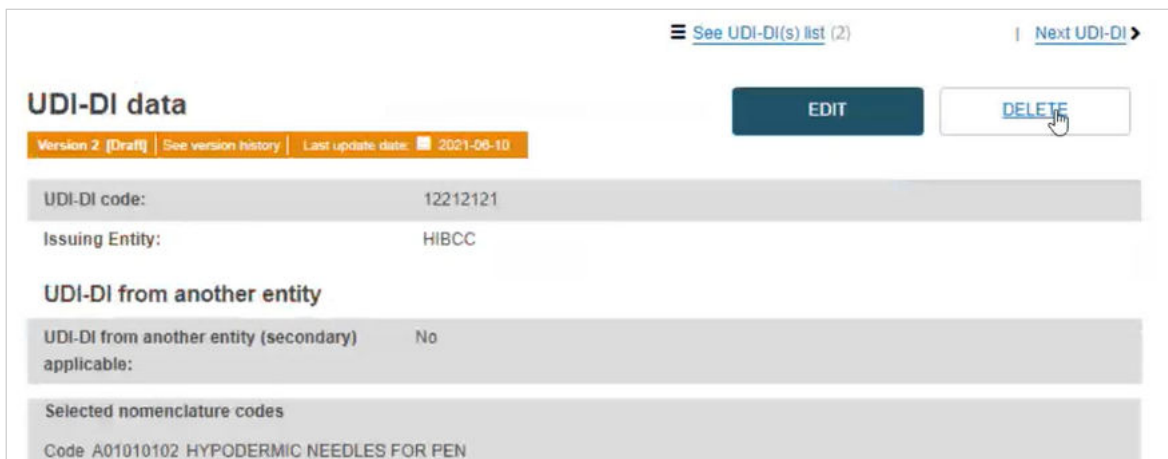 See UDI-DI(s) list (2) | Next UDI-DI
UDI-DI data
EDIT
DELETE
Version 2 [Draft] | See version history | Last update date: 2021-06-10
UDI-DI code: 12212121
Issuing Entity: HIBCC
UDI-DI from another entity
UDI-DI from another entity (secondary) No
applicable:
Selected nomenclature codes
Code A01010102 HYPODERMIC NEEDLES FOR PEN